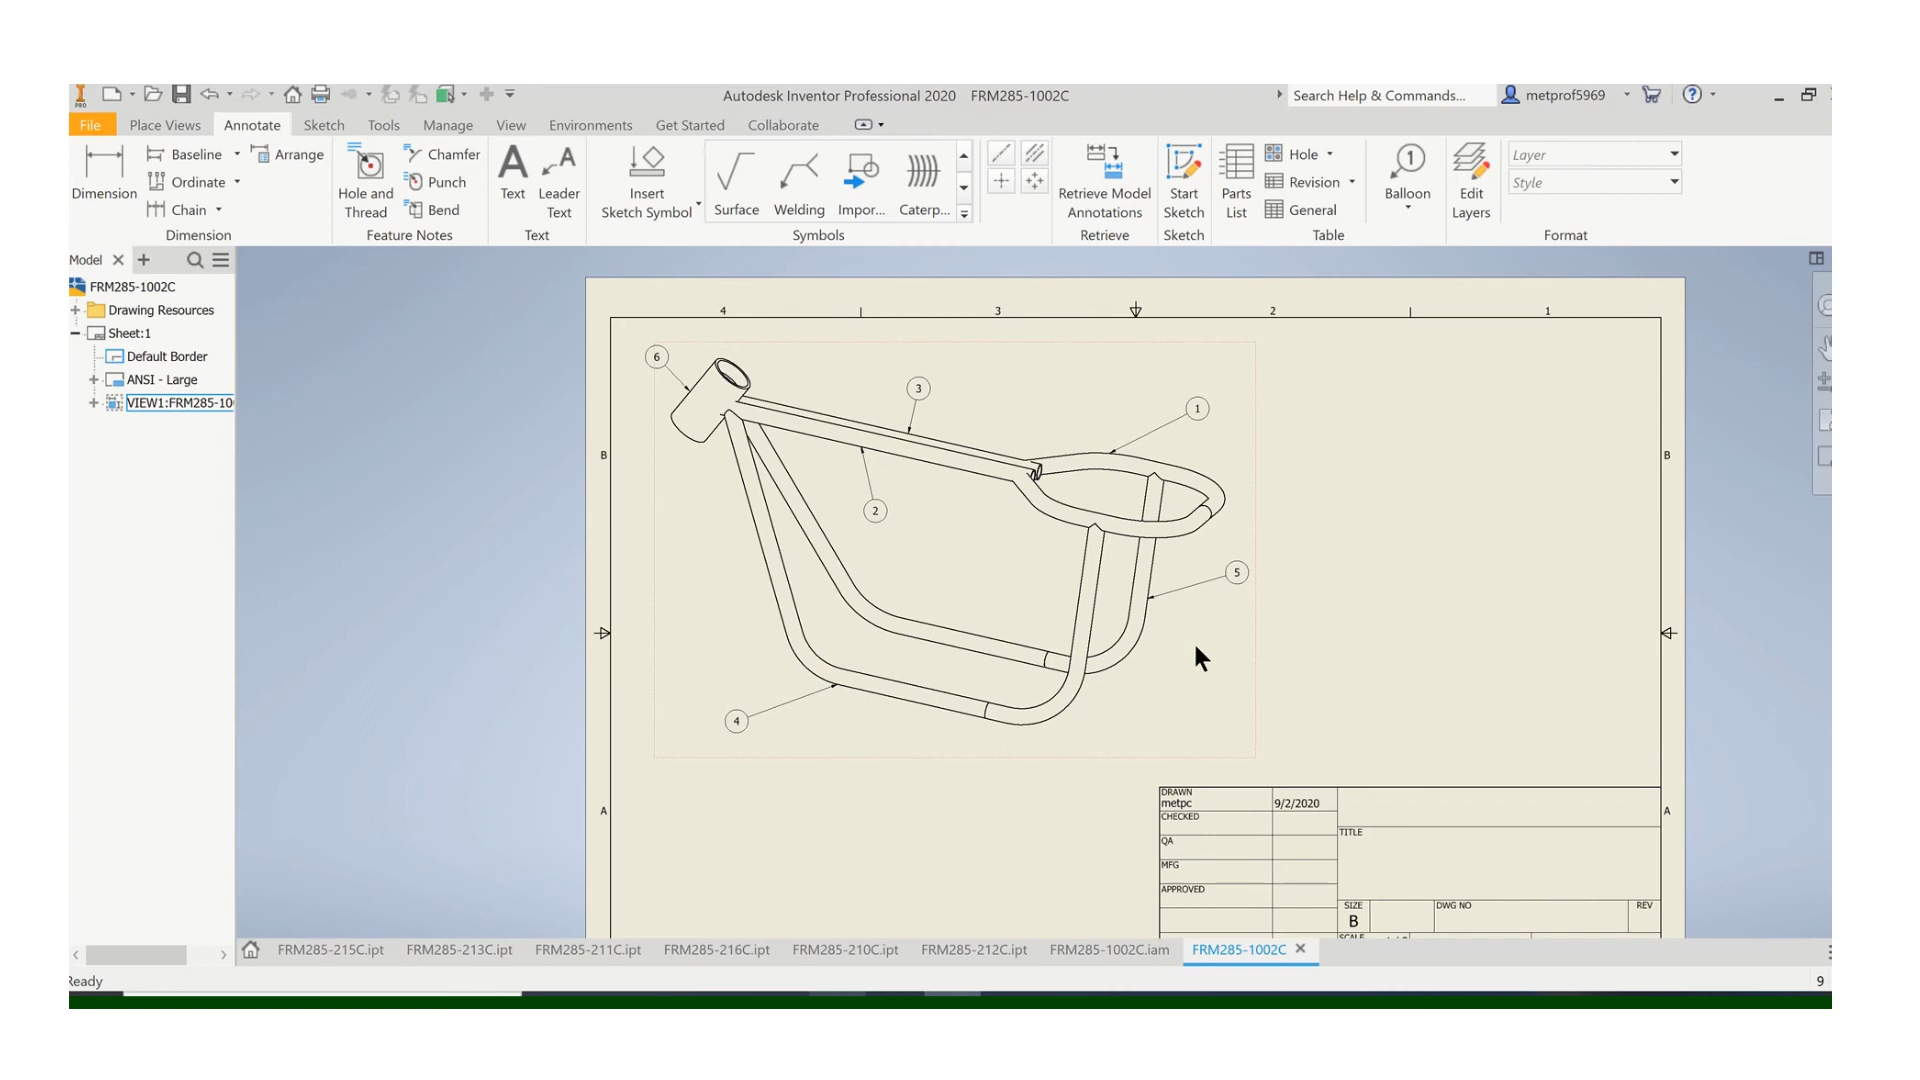 PRO
Autodesk Inventor Professional 2020 FRM285-1002C
Search Help & Commands...
metprof5969
File Place Views Annotate Sketch Tools Manage View Environments Get Started Collaborate
Dimension
Baseline
Ordinate
Chain
Arrange
Dimension
Hole and
Thread
Chamfer
Punch
Bend
Feature Notes
Text
Leader
Text
Text
Insert
Sketch Symbol
Surface
Welding
Impor...
Caterp...
Symbols
Retrieve Model
Annotations
Retrieve
Start
Sketch
Sketch
Parts
List
Hole
Revision
General
Table
1
Balloon
Edit
Layers
Layer
Style
Format
Model
FRM285-1002C
Drawing Resources
Sheet:1
Default Border
ANSI - Large
VIEW1:FRM285-10
4 3 2 1
6
3
1
B B
2
5
4
A A
DRAWN
metpc 9/2/2020
CHECKED
QA
MFG
APPROVED
TITLE
SIZE
B
DWG NO
REV
SCALE
FRM285-215C.ipt FRM285-213C.ipt FRM285-211C.ipt FRM285-216C.ipt FRM285-210C.ipt FRM285-212C.ipt FRM285-1002C.iam FRM285-1002C
Ready
9